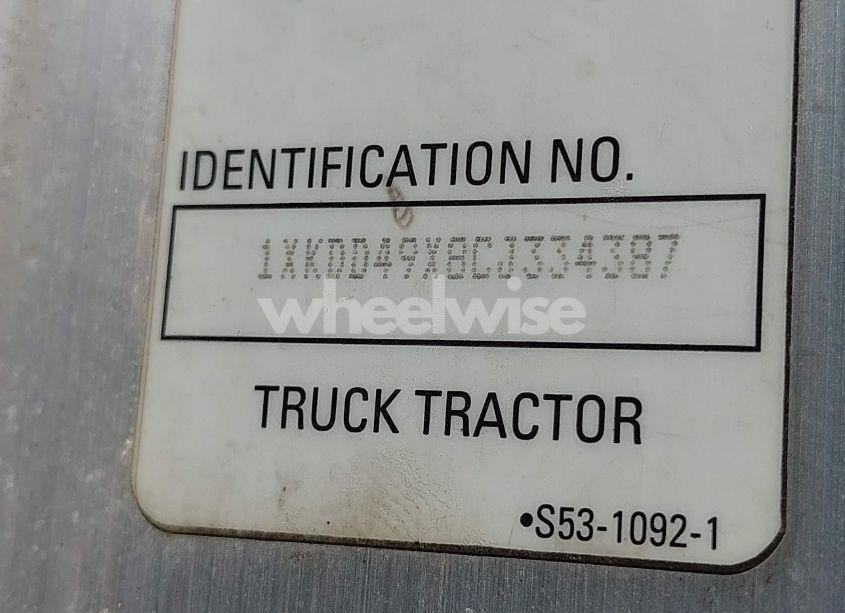 IDENTIFICATION NO.
1XKDD49X8CJ334387
wheelwise
TRUCK TRACTOR
•S53-1092-1